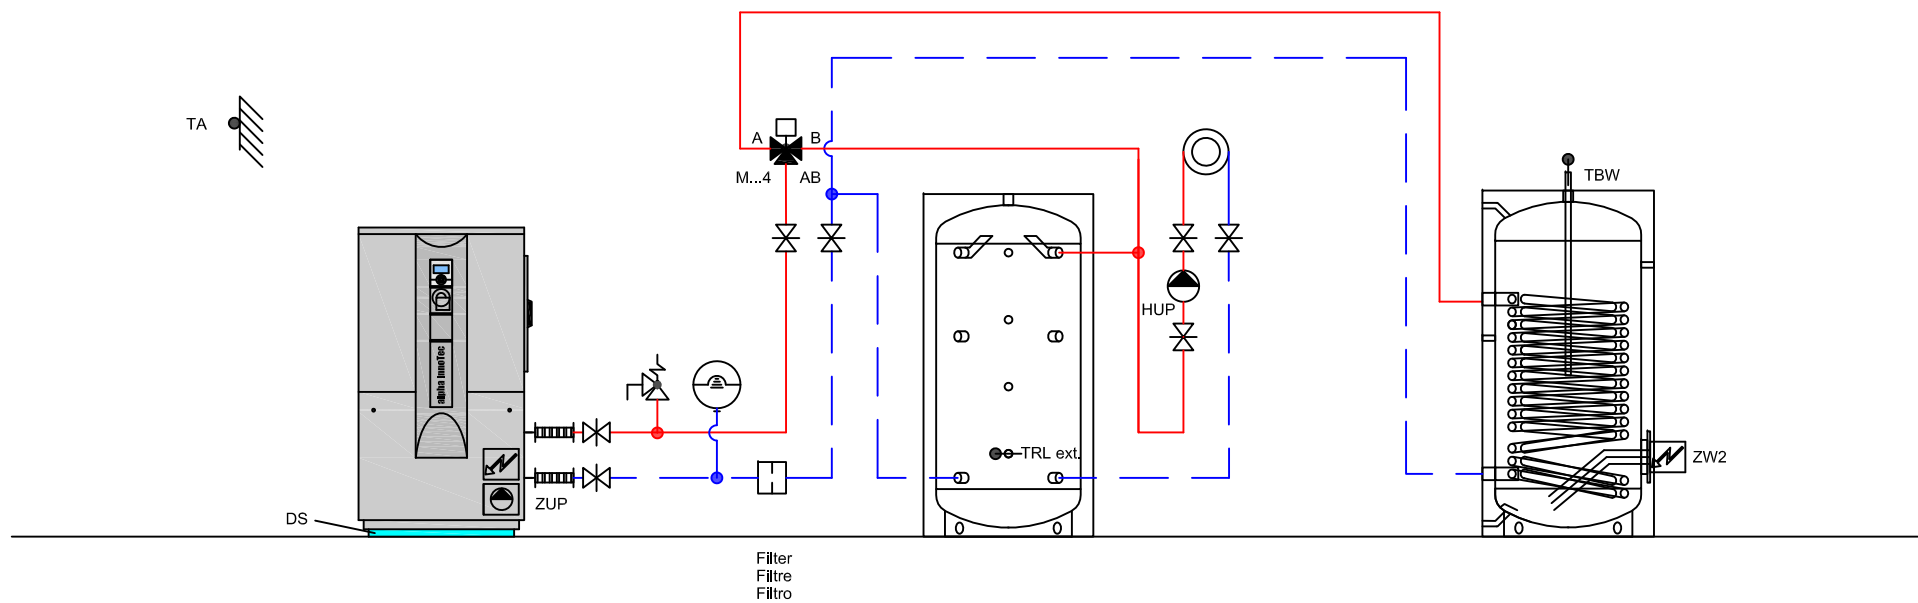 TA
A
B
M...4
AB
TBW
HUP
alpha InnoTec
TRL ext.
ZW2
ZUP
DS
Filter
Filtre
Filtro